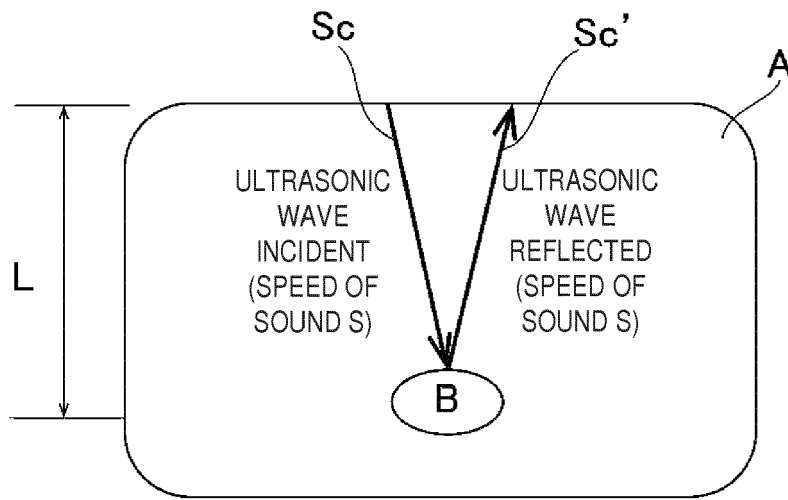 Sc
Sc'
A
ULTRASONIC
WAVE
INCIDENT
(SPEED OF
SOUND S)
ULTRASONIC
WAVE
REFLECTED
(SPEED OF
SOUND S)
L
B